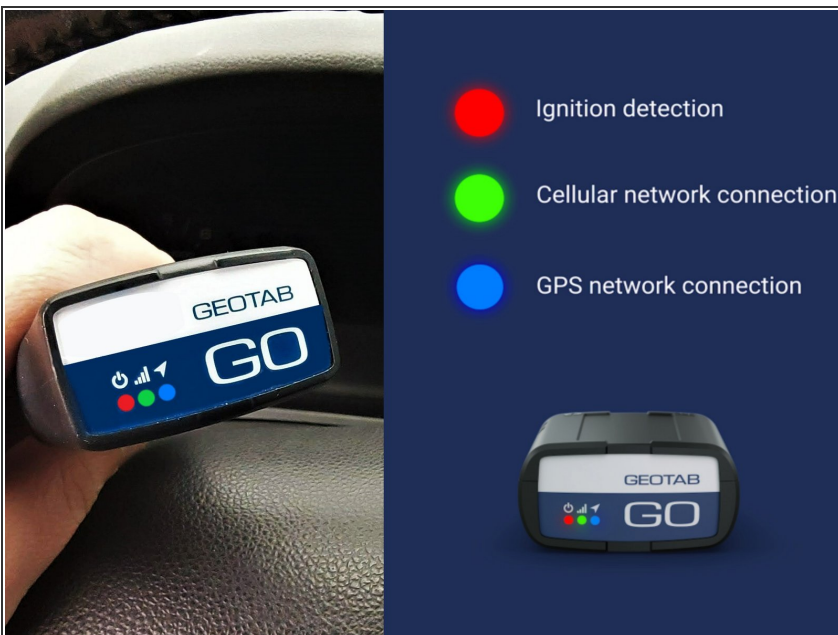 GEOTAB
GO
Ignition detection
Cellular network connection
GPS network connection
GEOTAB
GO